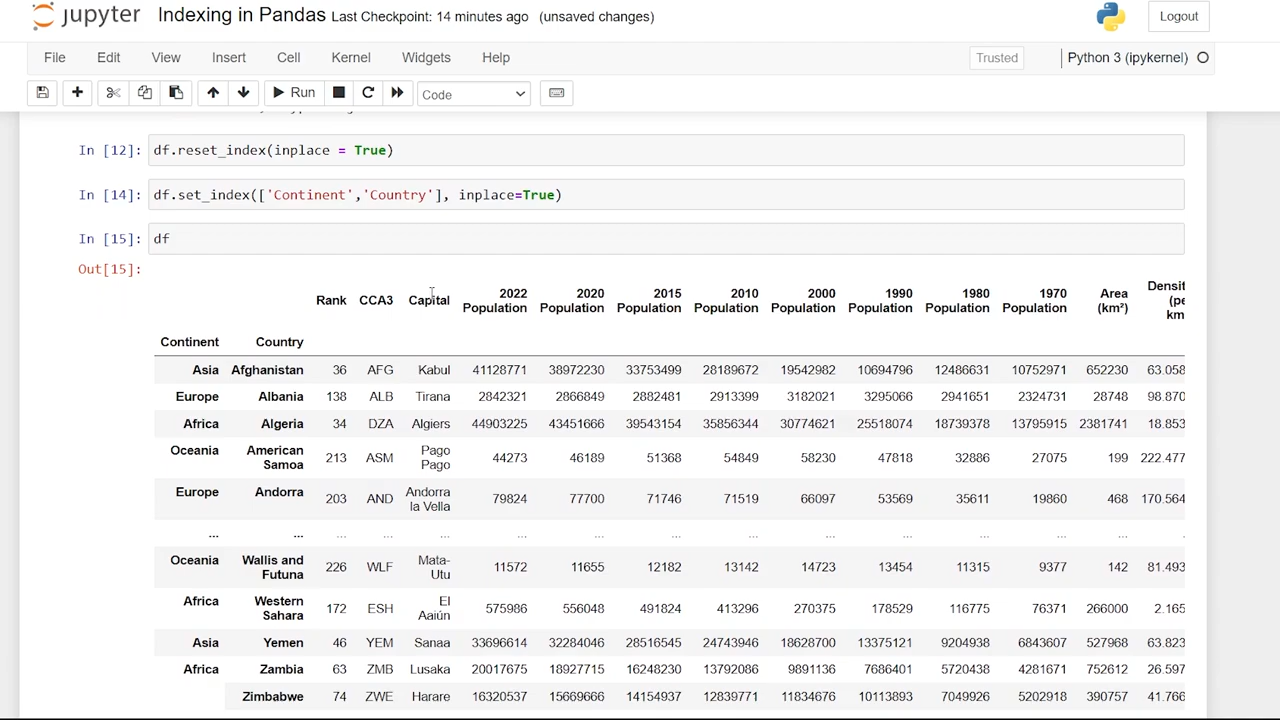 jupyter Indexing in Pandas Last Checkpoint: 14 minutes ago (unsaved changes) Logout
File Edit View Insert Cell Kernel Widgets Help Trusted Python 3 (ipykernel)
Run Code
In [12]: df.reset_index(inplace = True)
In [14]: df.set_index(['Continent','Country'], inplace=True)
In [15]: df
Out[15]:
Rank CCA3 Capital 2022 Population 2020 Population 2015 Population 2010 Population 2000 Population 1990 Population 1980 Population 1970 Population Area (km²) Densit (pe km
Continent Country
Asia Afghanistan 36 AFG Kabul 41128771 38972230 33753499 28189672 19542982 10694796 12486631 10752971 652230 63.058
Europe Albania 138 ALB Tirana 2842321 2866849 2882481 2913399 3182021 3295066 2941651 2324731 28748 98.870
Africa Algeria 34 DZA Algiers 44903225 43451666 39543154 35856344 30774621 25518074 18739378 13795915 2381741 18.853
Oceania American Samoa 213 ASM Pago Pago 44273 46189 51368 54849 58230 47818 32886 27075 199 222.477
Europe Andorra 203 AND Andorra la Vella 79824 77700 71746 71519 66097 53569 35611 19860 468 170.564
... ... ... ... ... ... ... ... ... ... ... ... ... ... ..
Oceania Wallis and Futuna 226 WLF Mata-Utu 11572 11655 12182 13142 14723 13454 11315 9377 142 81.493
Africa Western Sahara 172 ESH El Aaiún 575986 556048 491824 413296 270375 178529 116775 76371 266000 2.165
Asia Yemen 46 YEM Sanaa 33696614 32284046 28516545 24743946 18628700 13375121 9204938 6843607 527968 63.823
Africa Zambia 63 ZMB Lusaka 20017675 18927715 16248230 13792086 9891136 7686401 5720438 4281671 752612 26.597
Zimbabwe 74 ZWE Harare 16320537 15669666 14154937 12839771 11834676 10113893 7049926 5202918 390757 41.766